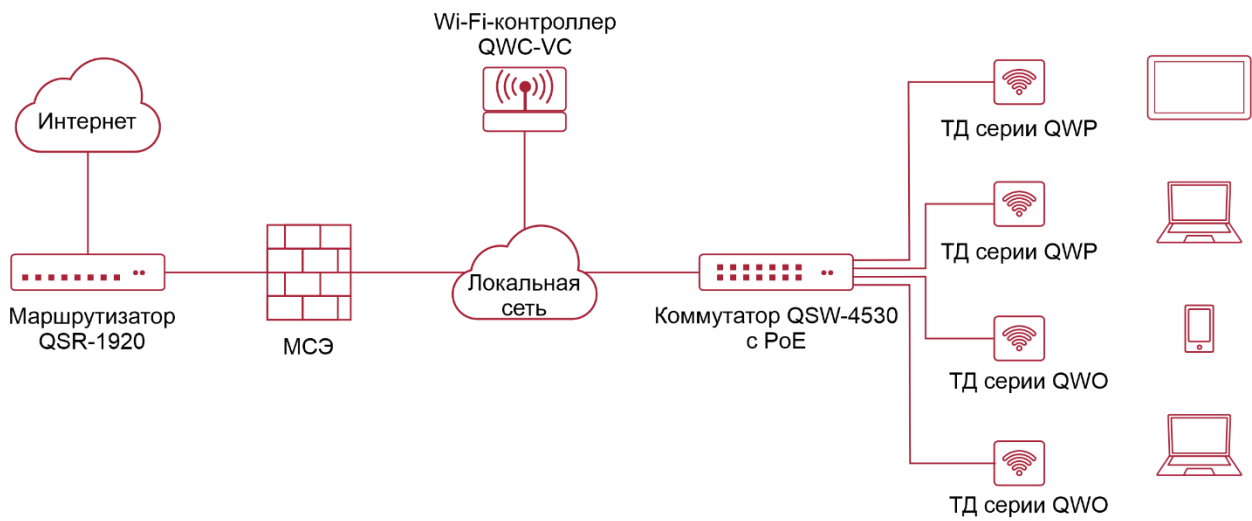 Wi-Fi-контроллер
QWC-VC
Интернет
ТД серии QWP
ТД серии QWP
Локальная
сеть
Маршрутизатор
QSR-1920
МСЭ
Коммутатор QSW-4530
с PoE
ТД серии QWO
ТД серии QWO